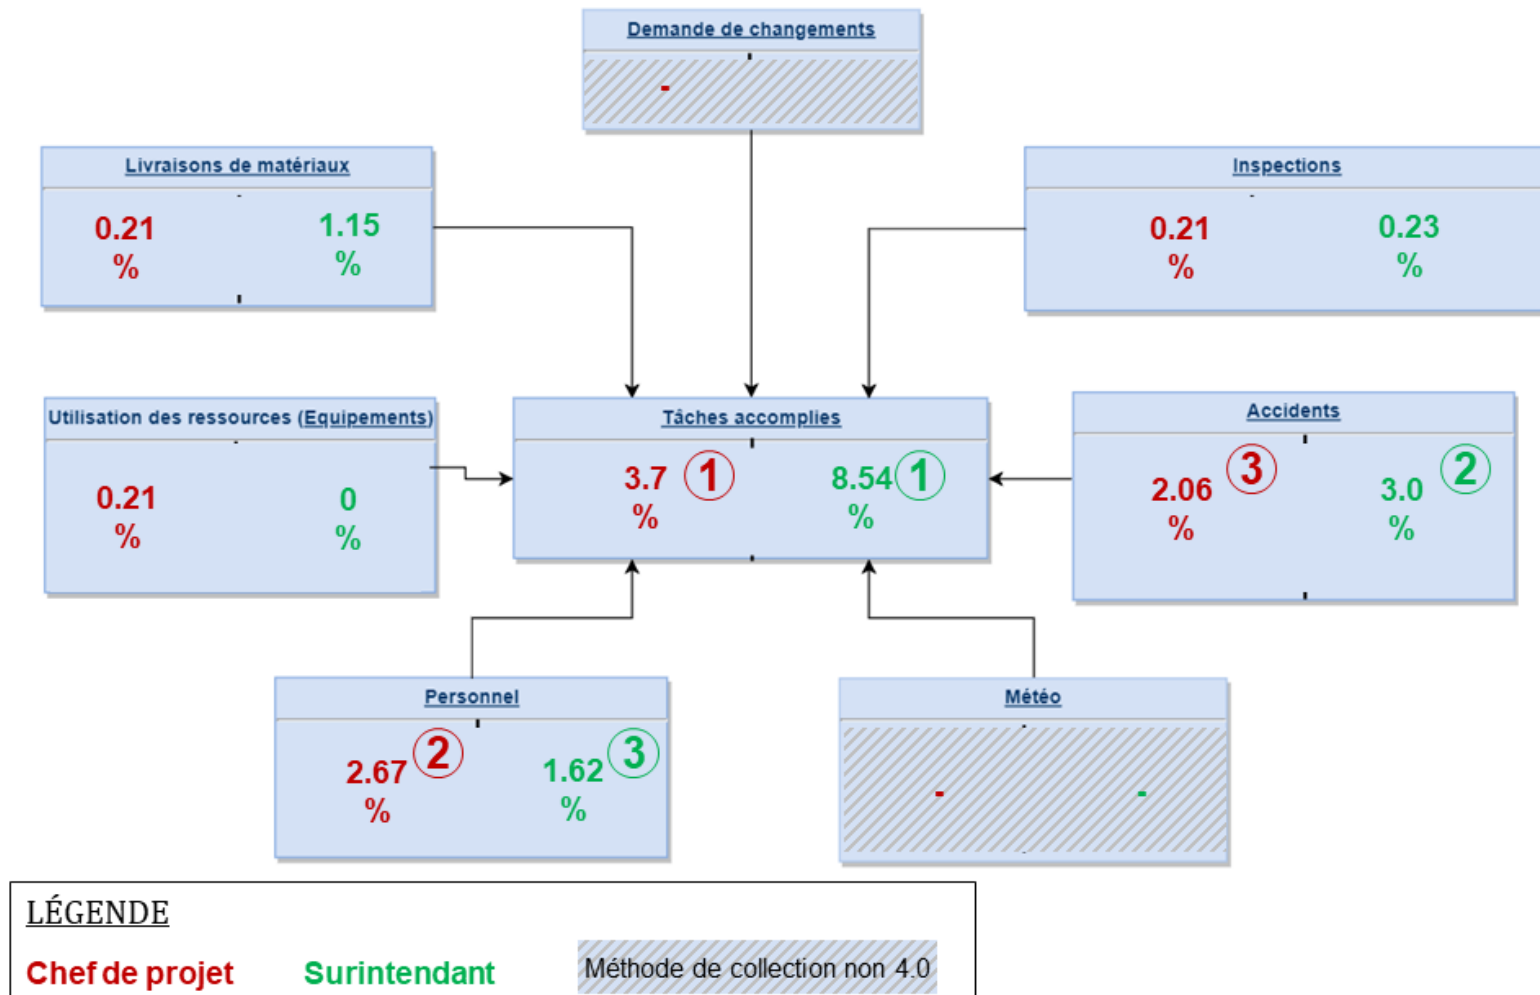 Demande de changements
-
Livraisons de matériaux
0.21 1.15
% %
Inspections
0.21 0.23
% %
Utilisation des ressources (Equipements)
0.21 0
% %
Tâches accomplies
3.7 1 8.54 1
% %
Accidents
2.06 3 3.0 2
% %
Personnel
2.67 2 1.62 3
% %
Météo
- -
LÉGENDE
Chef de projet Surintendant Méthode de collection non 4.0